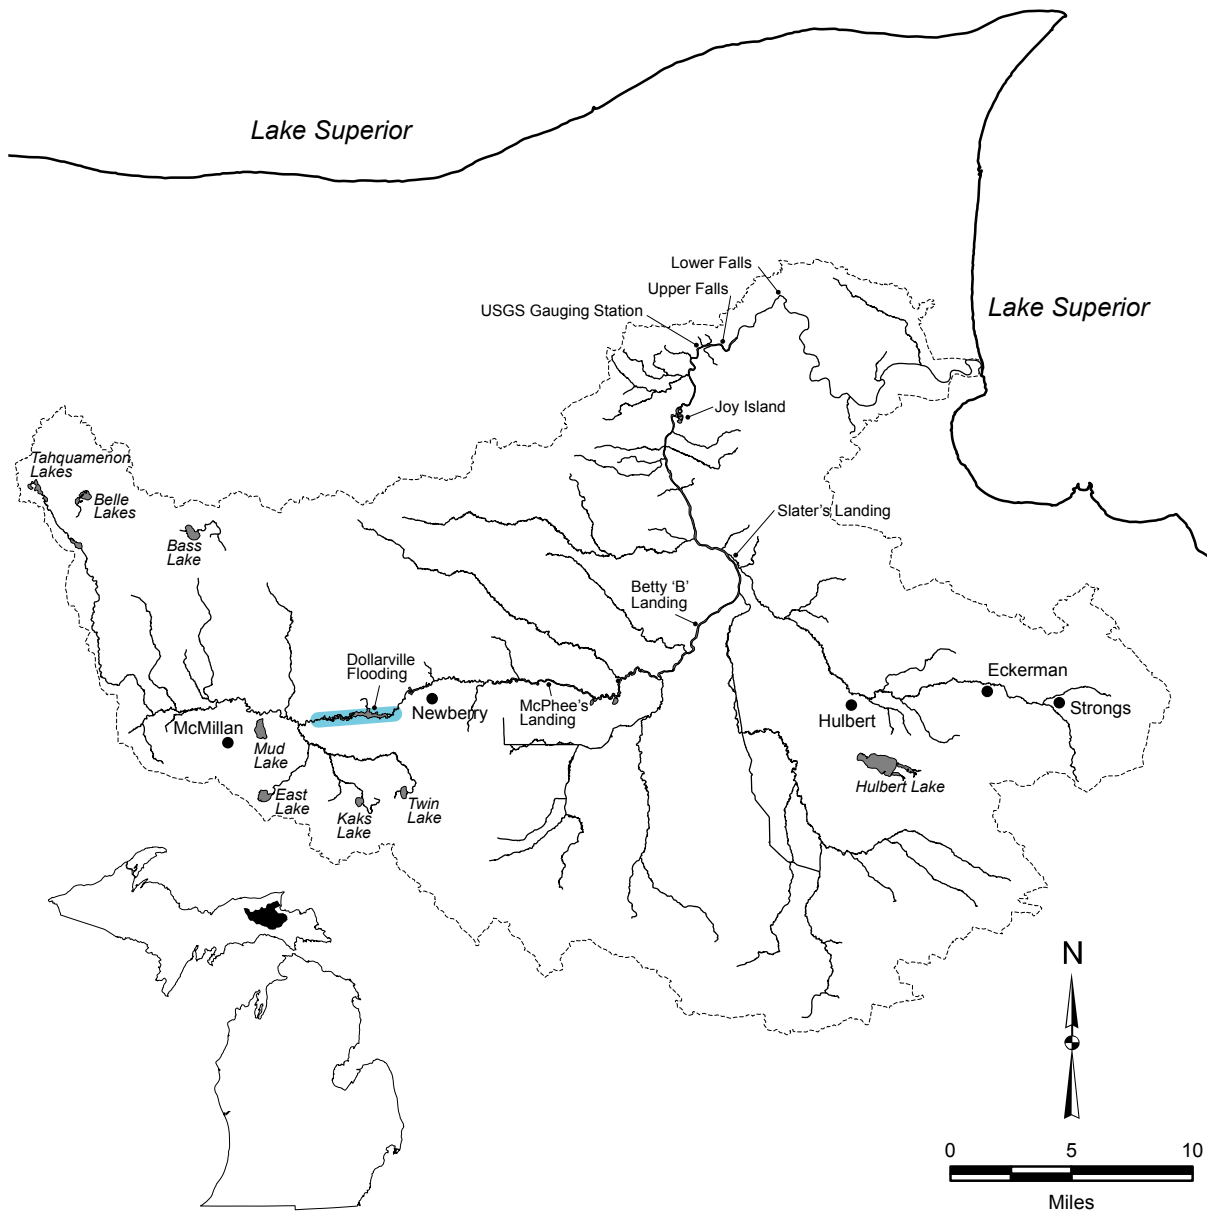 Lake Superior
Lower Falls
Upper Falls
USGS Gauging Station
Lake Superior
Joy Island
Tahquamenon
Lakes
Belle
Lakes
Bass
Lake
Slater's Landing
Betty 'B'
Landing
Dollarville
Flooding
Eckerman
McPhee's
Landing
Newberry
Hulbert
Strongs
McMillan
Mud
Lake
Hulbert Lake
East
Lake
Kaks
Lake
Twin
Lake
N
0 5 10
Miles